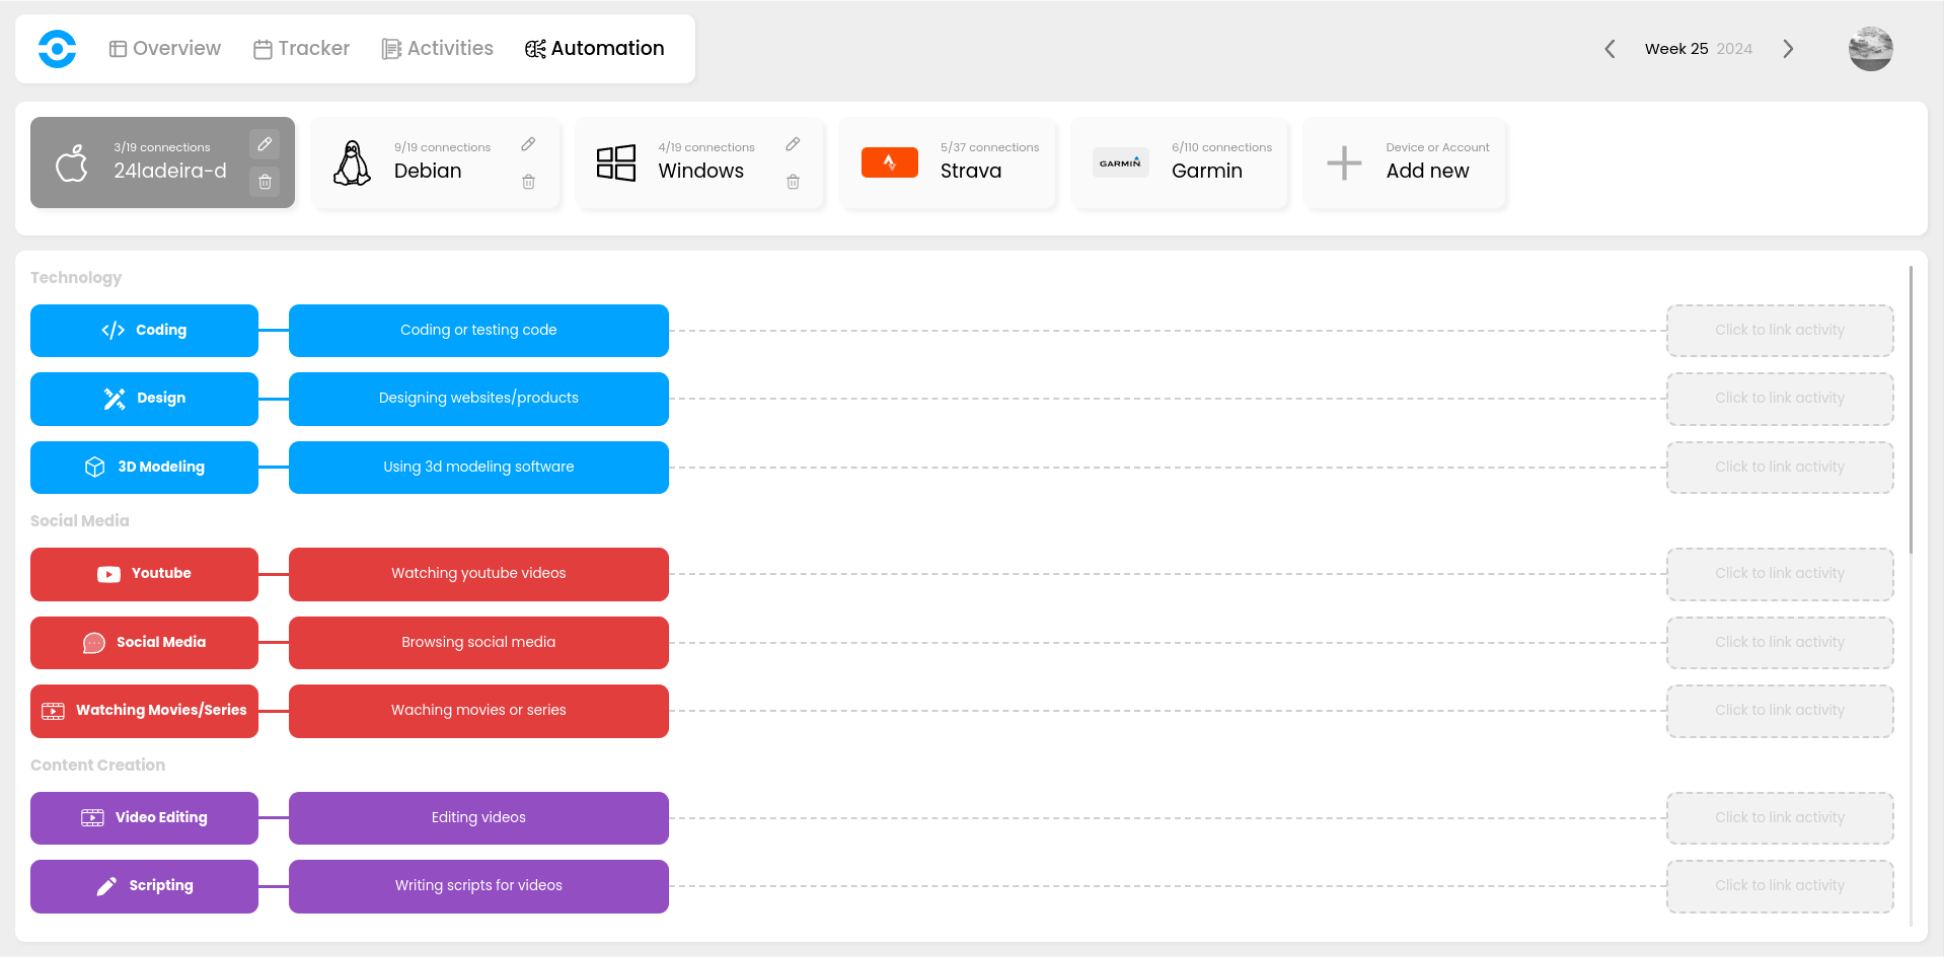 Overview
Tracker
Activities
Automation
Week 25 2024
3/19 connections
24ladeira-d
9/19 connections
Debian
4/19 connections
Windows
5/37 connections
Strava
GARMIN
6/110 connections
Garmin
Device or Account
Add new
Technology
</> Coding
Coding or testing code
Click to link activity
Design
Designing websites/products
Click to link activity
3D Modeling
Using 3d modeling software
Click to link activity
Social Media
Youtube
Watching youtube videos
Click to link activity
Social Media
Browsing social media
Click to link activity
Watching Movies/Series
Waching movies or series
Click to link activity
Content Creation
Video Editing
Editing videos
Click to link activity
Scripting
Writing scripts for videos
Click to link activity